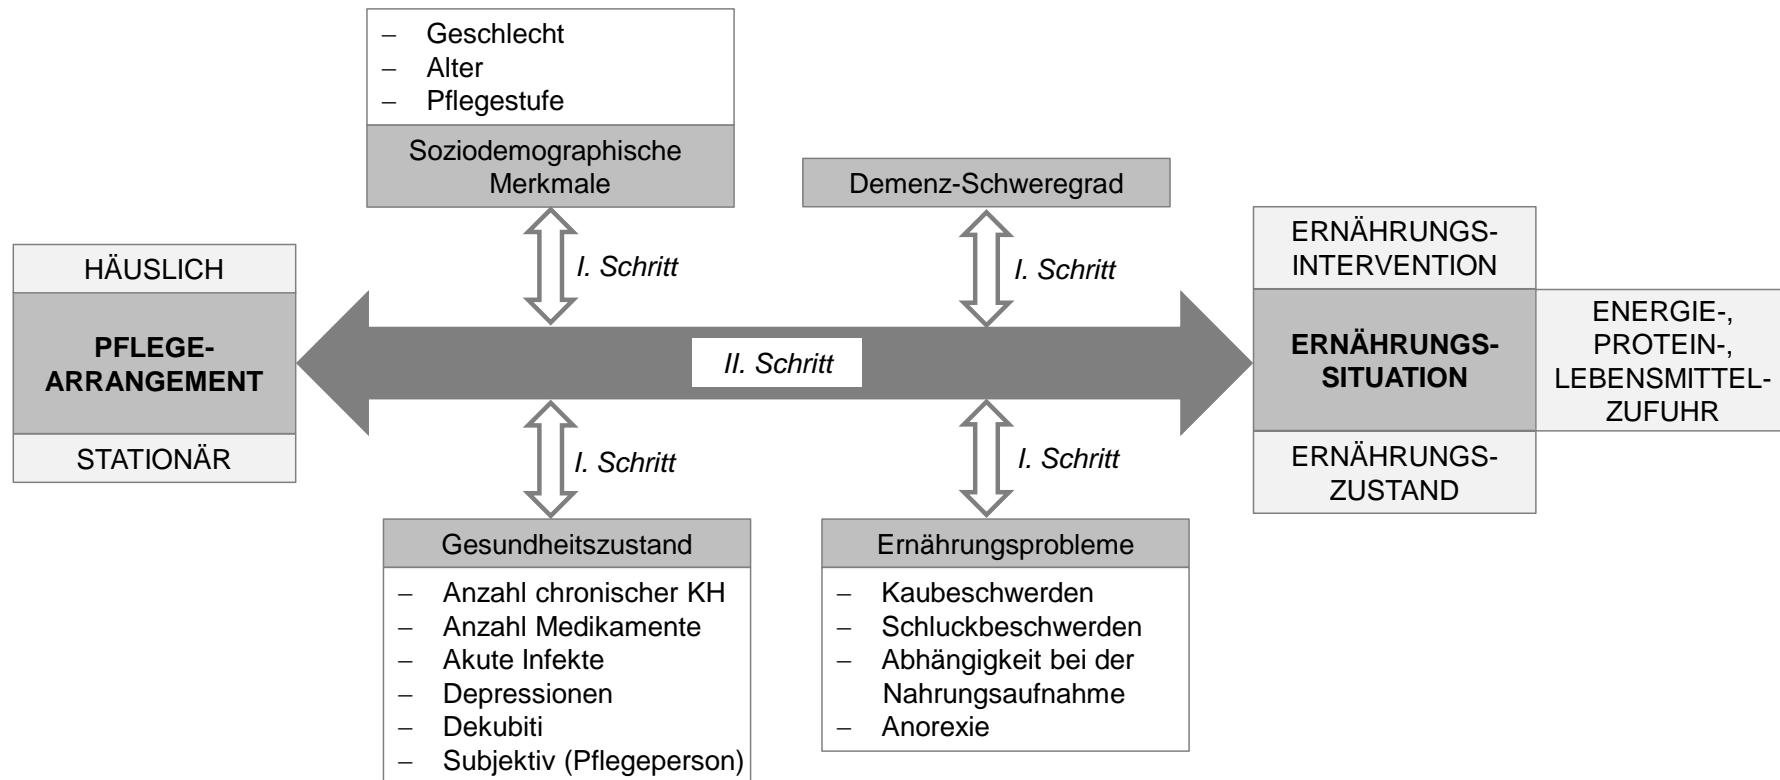 – Geschlecht
– Alter
– Pflegestufe
Soziodemographische
Merkmale
Demenz-Schweregrad
I. Schritt
I. Schritt
HÄUSLICH
PFLEGE-
ARRANGEMENT
STATIONÄR
II. Schritt
ERNÄHRUNGS-
INTERVENTION
ERNÄHRUNGS-
SITUATION
ERNÄHRUNGS-
ZUSTAND
ENERGIE-,
PROTEIN-,
LEBENSMITTEL-
ZUFUHR
I. Schritt
I. Schritt
Gesundheitszustand
– Anzahl chronischer KH
– Anzahl Medikamente
– Akute Infekte
– Depressionen
– Dekubiti
– Subjektiv (Pflegeperson)
Ernährungsprobleme
– Kaubeschwerden
– Schluckbeschwerden
– Abhängigkeit bei der
Nahrungsaufnahme
– Anorexie